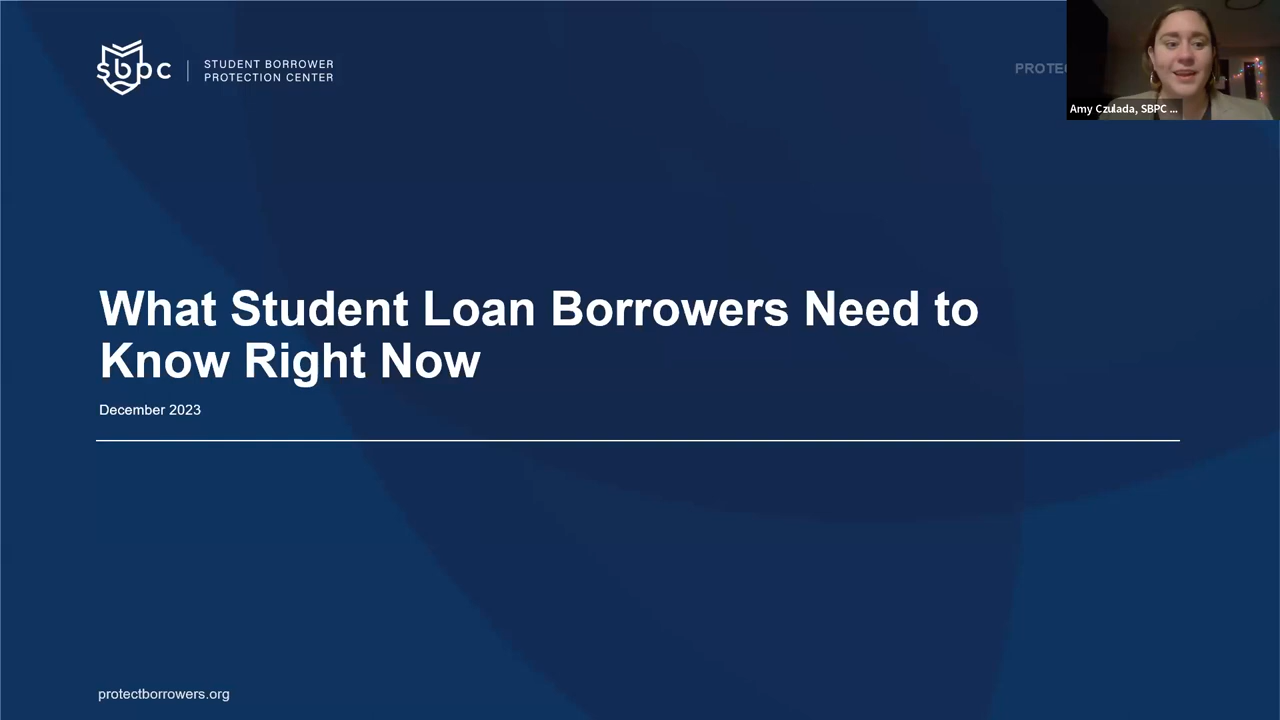 sbpc
STUDENT BORROWER
PROTECTION CENTER
Amy Czulada, SBPC ...
What Student Loan Borrowers Need to
Know Right Now
December 2023
protectborrowers.org